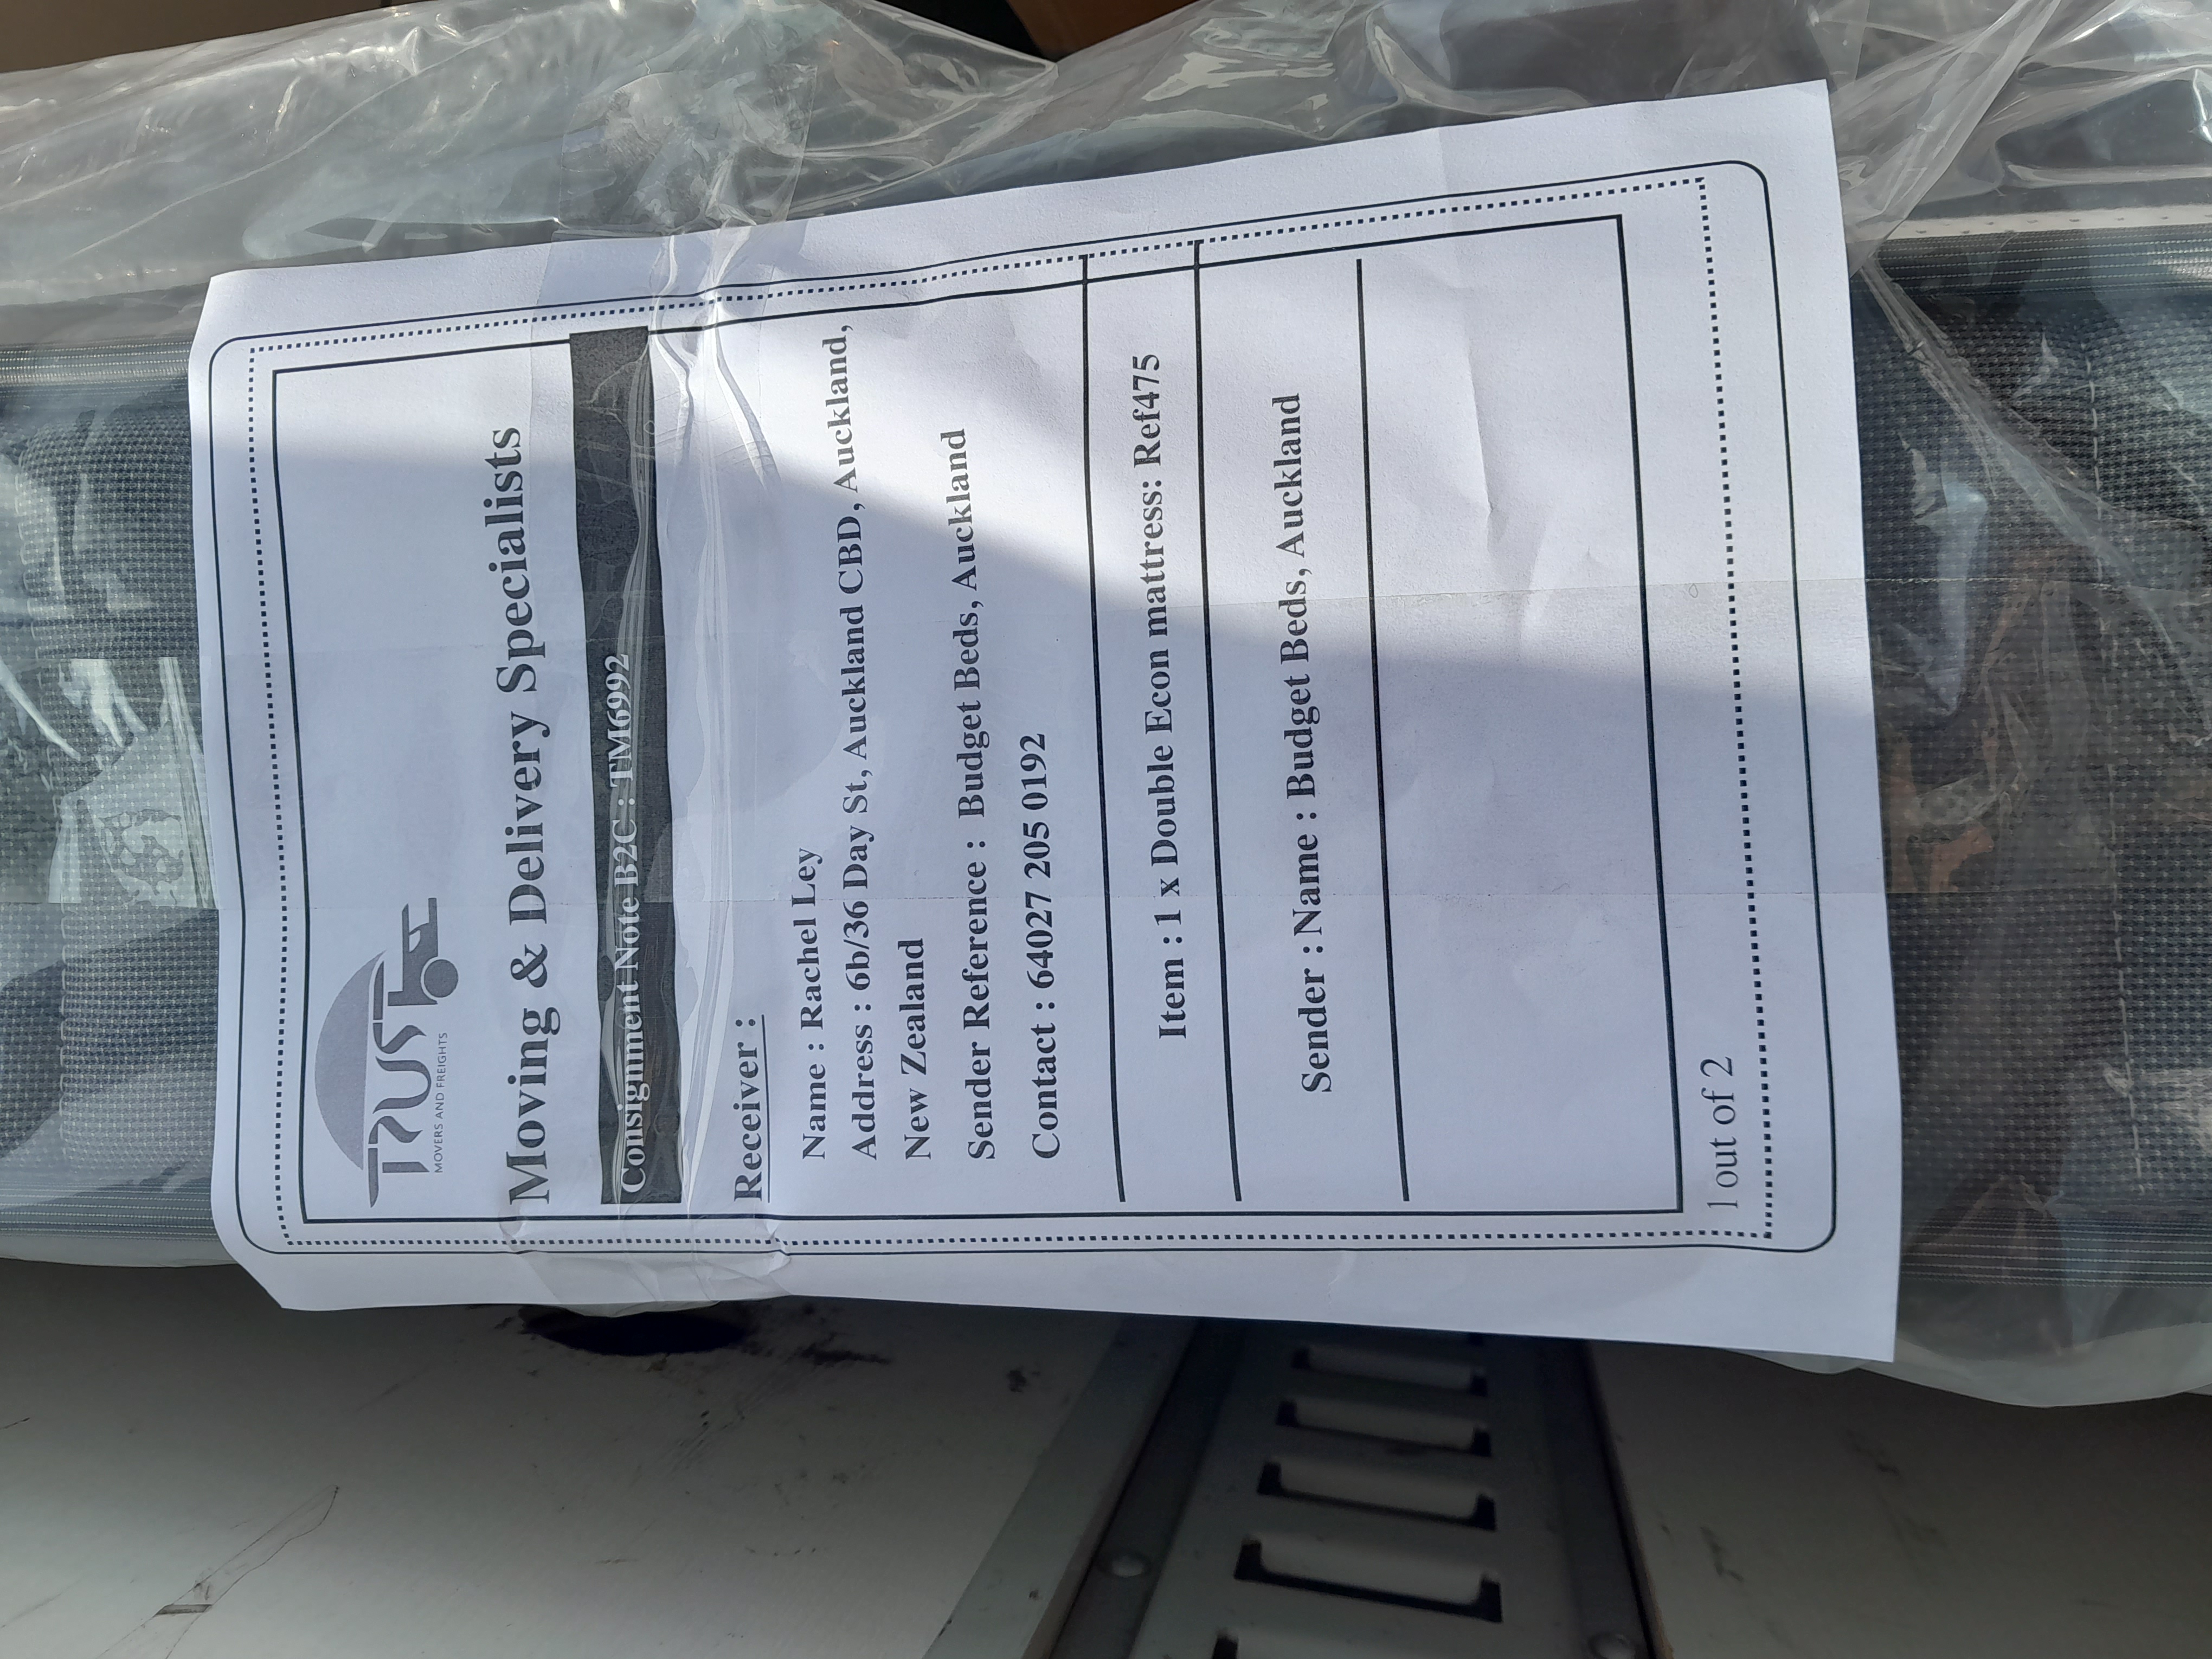 TRUST
MOVERS AND FREIGHTS
Moving & Delivery Specialists
Consignment Note B2C : TM6992
Receiver :
Name : Rachel Ley
Address : 6b/36 Day St, Auckland CBD, Auckland,
New Zealand
Sender Reference : Budget Beds, Auckland
Contact : 64027 205 0192
Item : 1 x Double Econ mattress: Ref475
Sender : Name : Budget Beds, Auckland
1out of 2